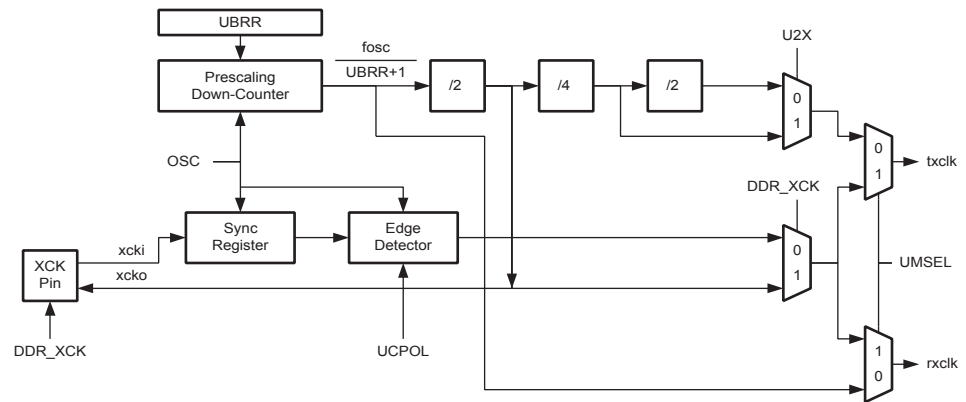 UBRR
U2X
fosc
UBRR+1
Prescaling
Down-Counter
/2
/4
/2
0
1
OSC
0
1
txclk
DDR_XCK
Sync
Register
Edge
Detector
xcki
0
1
UMSEL
XCK
Pin
xcko
DDR_XCK
UCPOL
1
0
rxclk